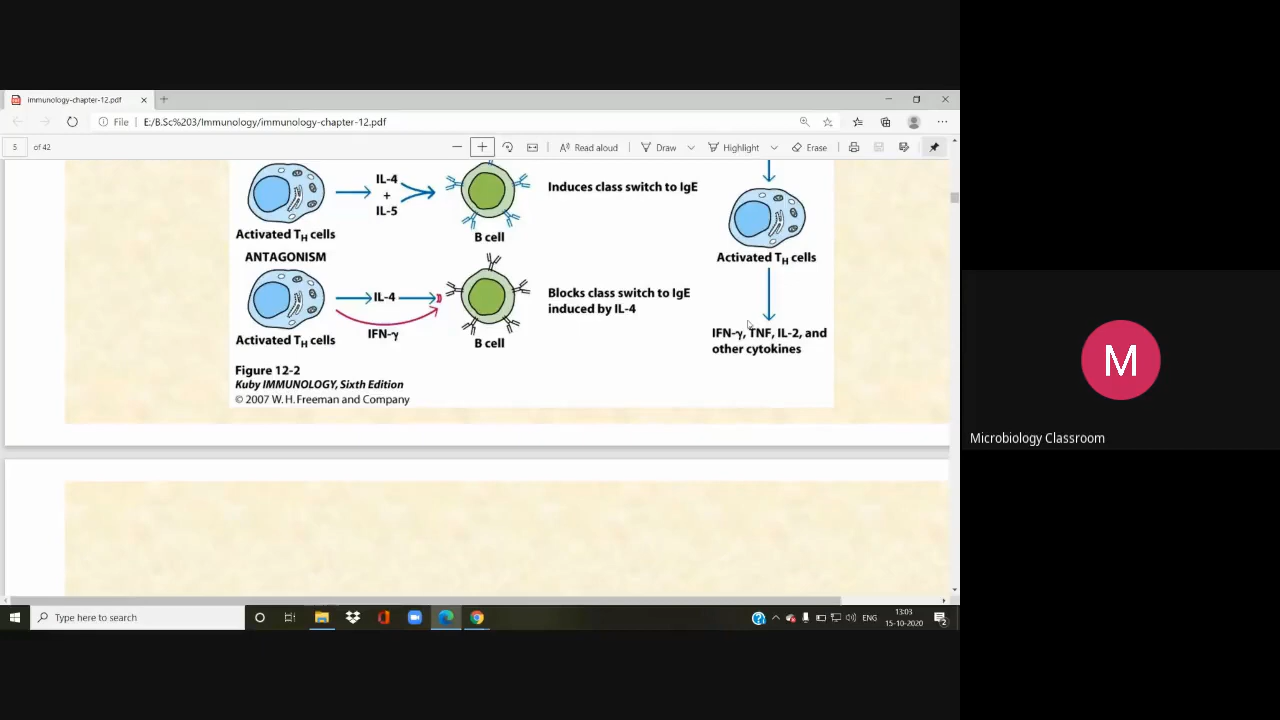 immunology-chapter-12.pdf
File
E:/B.Sc%203/Immunology/immunology-chapter-12.pdf
5
of 42
Read aloud
Draw
Highlight
Erase
IL-4
+
IL-5
Activated TH cells
B cell
Induces class switch to IgE
ANTAGONISM
IL-4
IFN-γ
Activated TH cells
B cell
Blocks class switch to IgE
induced by IL-4
Activated TH cells
IFN-γ, TNF, IL-2, and
other cytokines
Figure 12-2
Kuby IMMUNOLOGY, Sixth Edition
© 2007 W. H. Freeman and Company
M
Microbiology Classroom
Type here to search
ENG
13:03
15-10-2020
2